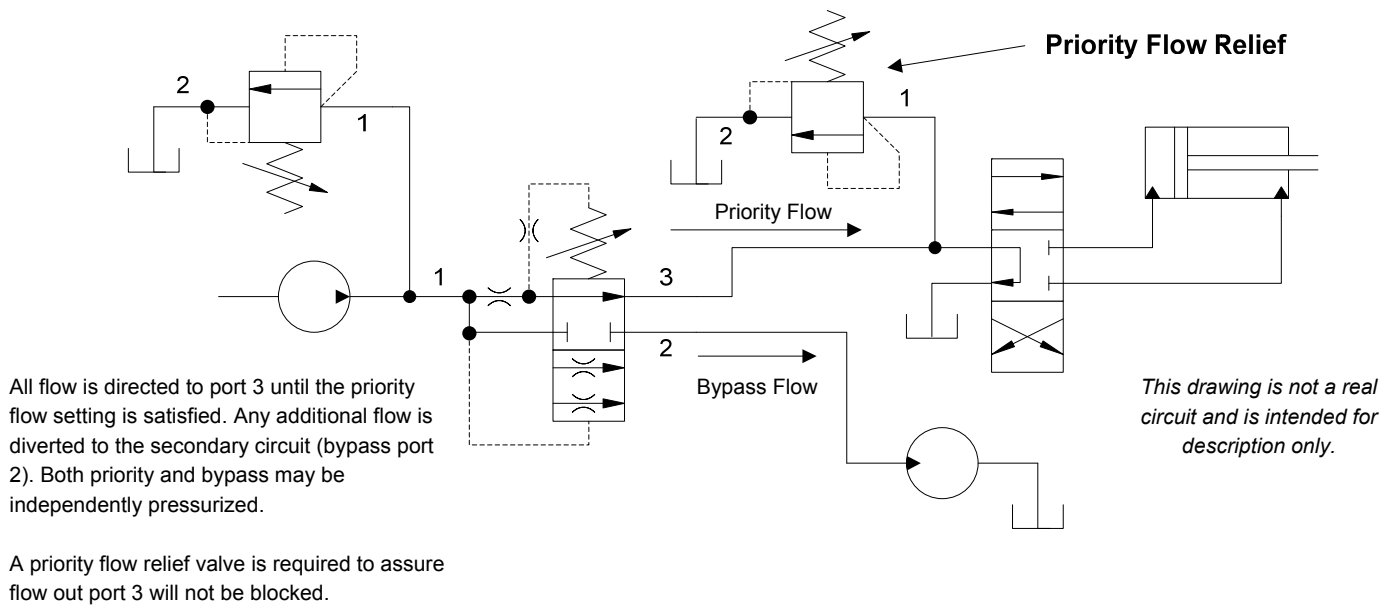 Priority Flow Relief
2
1
1
2
Priority Flow
1
3
2
Bypass Flow
All flow is directed to port 3 until the priority
flow setting is satisfied. Any additional flow is
diverted to the secondary circuit (bypass port
2). Both priority and bypass may be
independently pressurized.
A priority flow relief valve is required to assure
flow out port 3 will not be blocked.
This drawing is not a real
circuit and is intended for
description only.